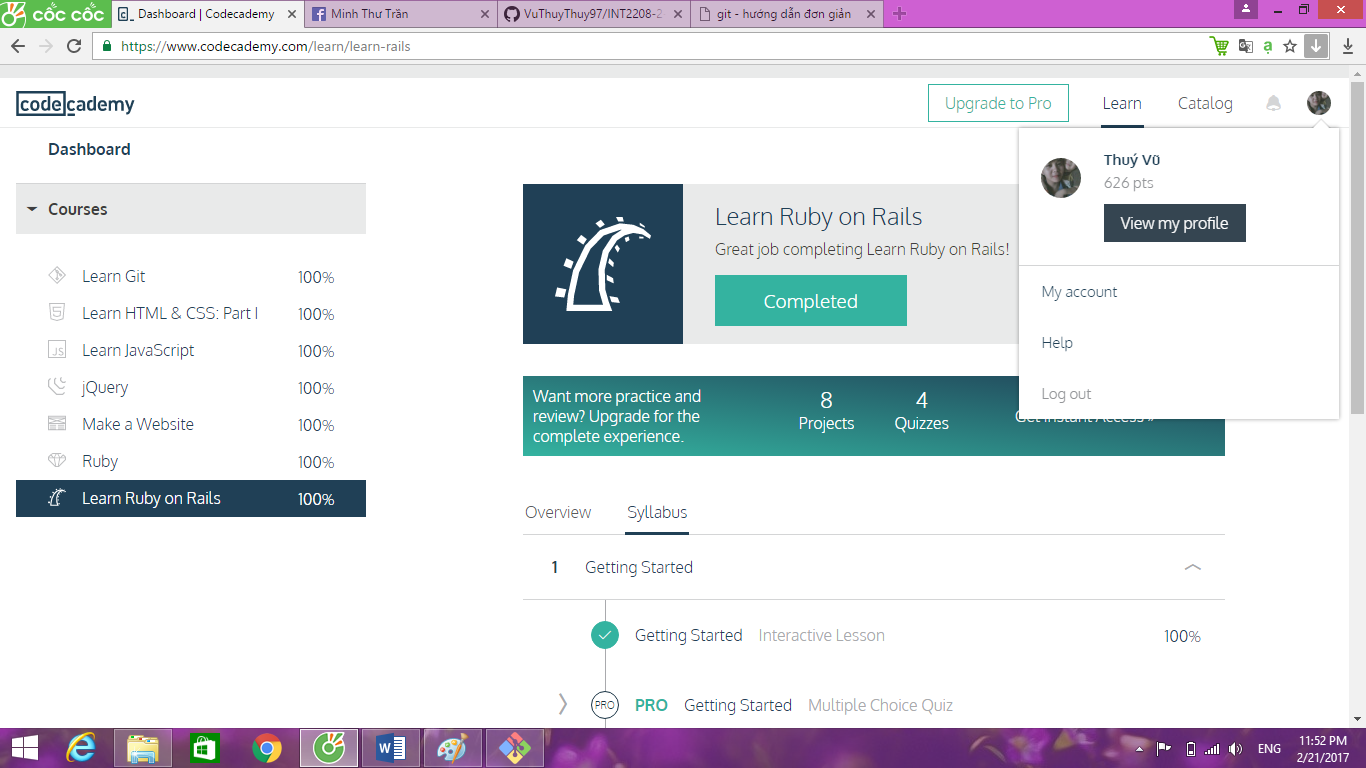 cốc cốc
Dashboard | Codecademy
Minh Thư Trần
VuThuyThuy97/INT2208-2
git - hướng dẫn đơn giản
https://www.codecademy.com/learn/learn-rails
codecademy
Upgrade to Pro
Learn
Catalog
Dashboard
Thuý Vũ
626 pts
View my profile
My account
Help
Log out
Courses
Learn Git 100%
Learn HTML & CSS: Part I 100%
Learn JavaScript 100%
jQuery 100%
Make a Website 100%
Ruby 100%
Learn Ruby on Rails 100%
Learn Ruby on Rails
Great job completing Learn Ruby on Rails!
Completed
Want more practice and
review? Upgrade for the
complete experience.
8
Projects
4
Quizzes
Get Instant Access »
Overview
Syllabus
1 Getting Started
Getting Started Interactive Lesson 100%
PRO PRO Getting Started Multiple Choice Quiz
ENG
11:52 PM
2/21/2017